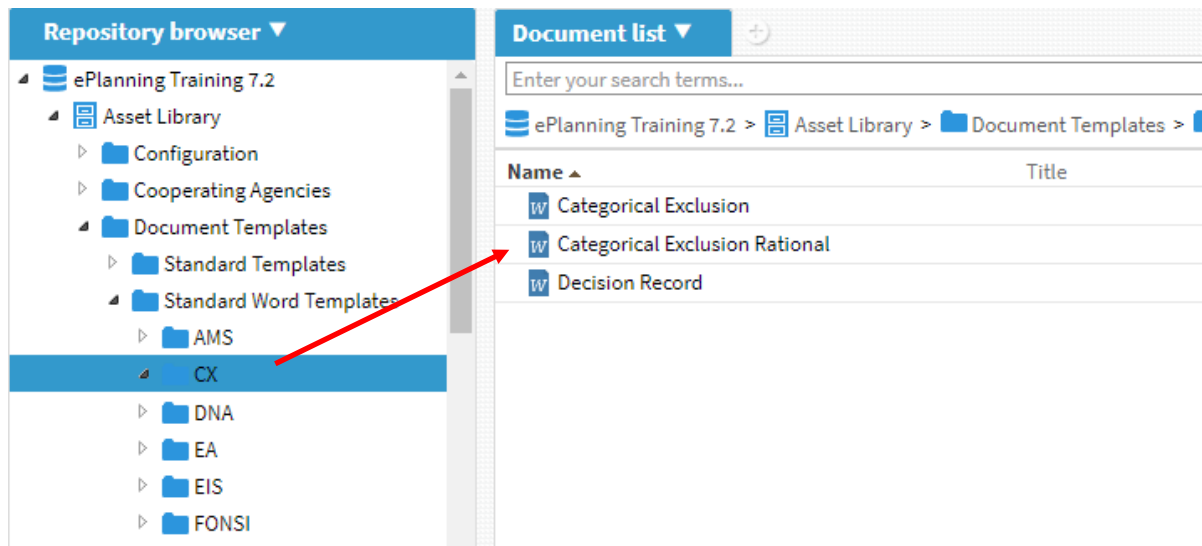 Repository browser ▼
ePlanning Training 7.2
Asset Library
Configuration
Cooperating Agencies
Document Templates
Standard Templates
Standard Word Templates
AMS
CX
DNA
EA
EIS
FONSI
Document list ▼
Enter your search terms...
ePlanning Training 7.2 > Asset Library > Document Templates >
Name Title
Categorical Exclusion
Categorical Exclusion Rational
Decision Record